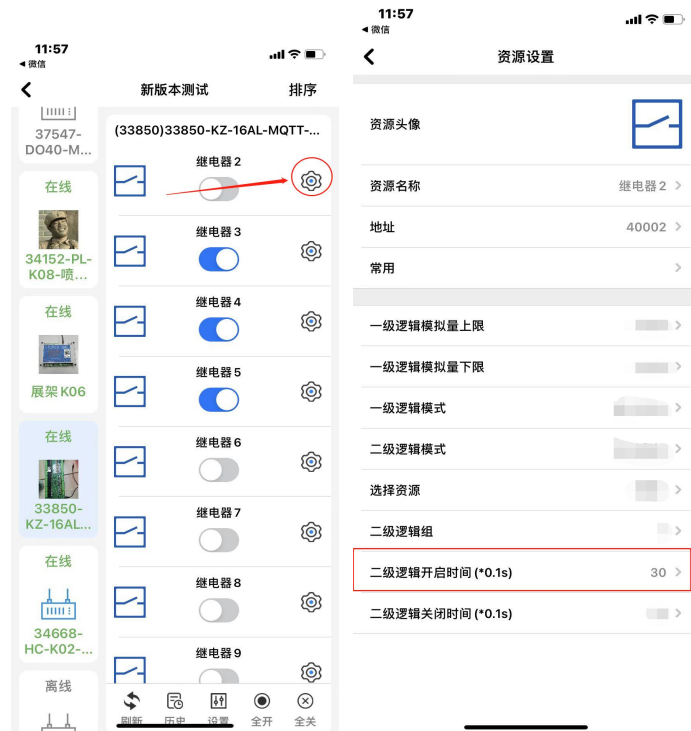 11:57
◀ 微信
新版本测试
排序
37547-
DO40-M...
在线
34152-PL-
K08-喷...
在线
展架 K06
在线
33850-
KZ-16AL...
在线
34668-
HC-K02-...
离线
(33850)33850-KZ-16AL-MQTT-...
继电器 2
继电器 3
继电器 4
继电器 5
继电器 6
继电器 7
继电器 8
继电器 9
刷新
历史
设置
全开
全关
11:57
◀ 微信
资源设置
资源头像
资源名称 继电器 2
地址 40002
常用
一级逻辑模拟量上限
一级逻辑模拟量下限
一级逻辑模式
二级逻辑模式
选择资源
二级逻辑组
二级逻辑开启时间 (*0.1s) 30
二级逻辑关闭时间 (*0.1s)